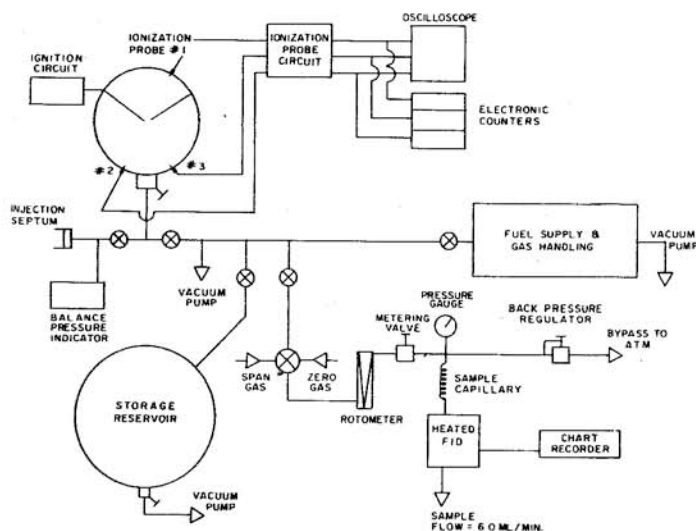 OSCILLOSCOPE
IONIZATION
PROBE #1
IONIZATION
PROBE
CIRCUIT
IGNITION
CIRCUIT
ELECTRONIC
COUNTERS
#2
#3
INJECTION
SEPTUM
FUEL SUPPLY &
GAS HANDLING
VACUUM
PUMP
VACUUM
PUMP
BALANCE
PRESSURE
INDICATOR
PRESSURE
GAUGE
METERING
VALVE
BACK PRESSURE
REGULATOR
BYPASS TO
ATM
SPAN
GAS
ZERO
GAS
SAMPLE
CAPILLARY
STORAGE
RESERVOIR
ROTOMETER
HEATED
FID
CHART
RECORDER
VACUUM
PUMP
SAMPLE
FLOW = 6.0 ML/MIN.